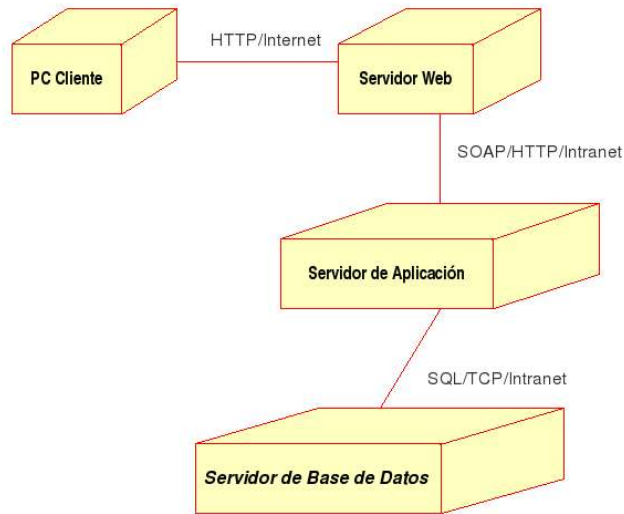 HTTP/Internet
PC Cliente
Servidor Web
SOAP/HTTP/Intranet
Servidor de Aplicación
SQL/TCP/Intranet
Servidor de Base de Datos